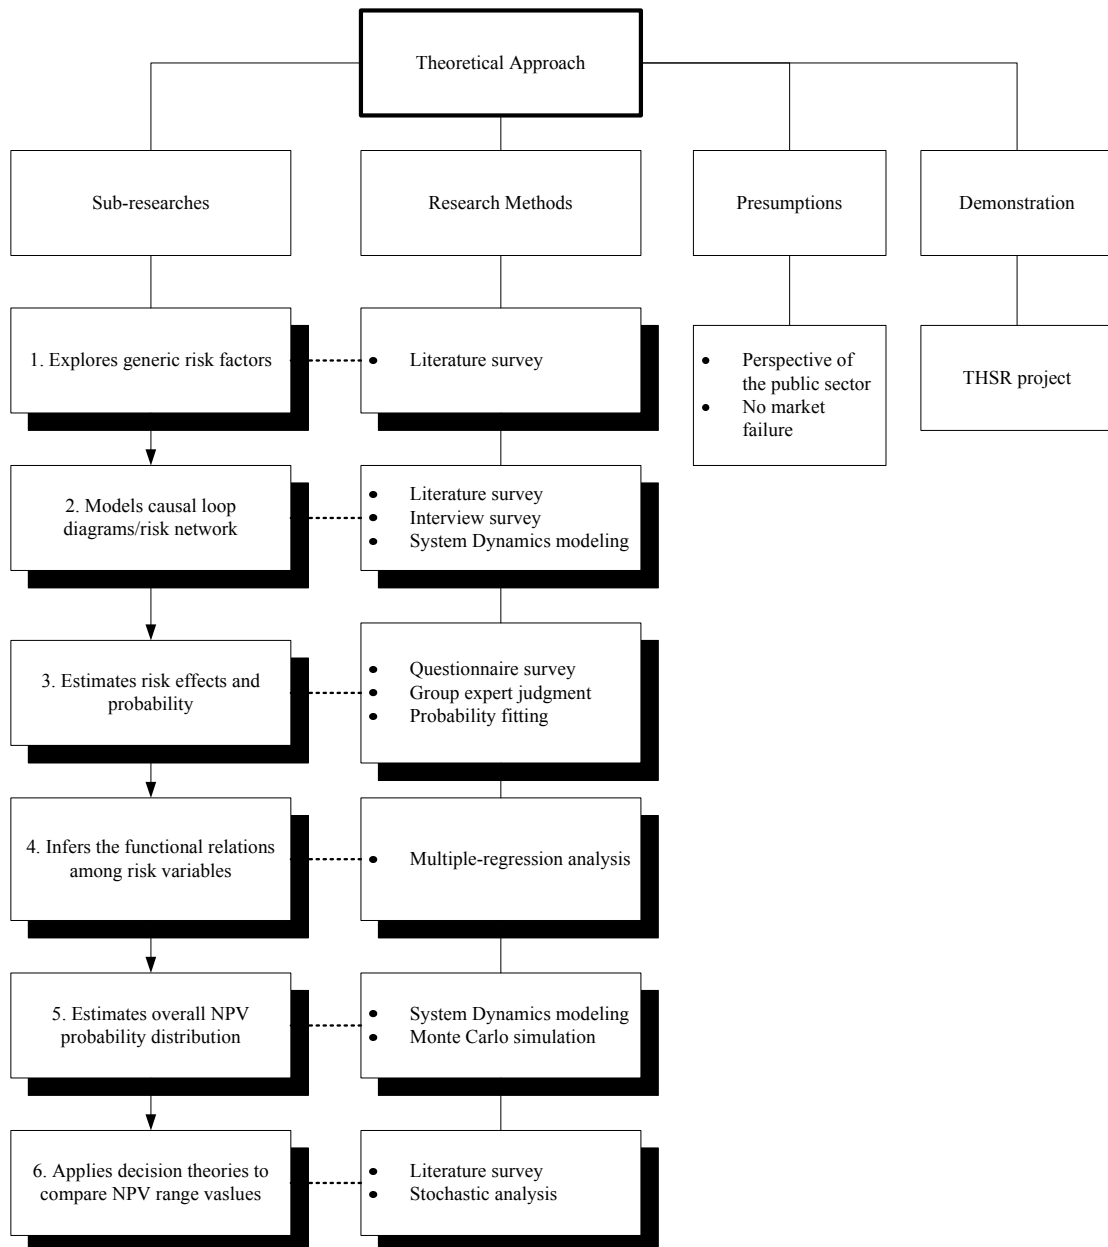 Theoretical Approach
Sub-researches
Research Methods
Presumptions
Demonstration
1. Explores generic risk factors
• Literature survey
• Perspective of
the public sector
• No market
failure
THSR project
2. Models causal loop
diagrams/risk network
• Literature survey
• Interview survey
• System Dynamics modeling
3. Estimates risk effects and
probability
• Questionnaire survey
• Group expert judgment
• Probability fitting
4. Infers the functional relations
among risk variables
• Multiple-regression analysis
5. Estimates overall NPV
probability distribution
• System Dynamics modeling
• Monte Carlo simulation
6. Applies decision theories to
compare NPV range vaslues
• Literature survey
• Stochastic analysis